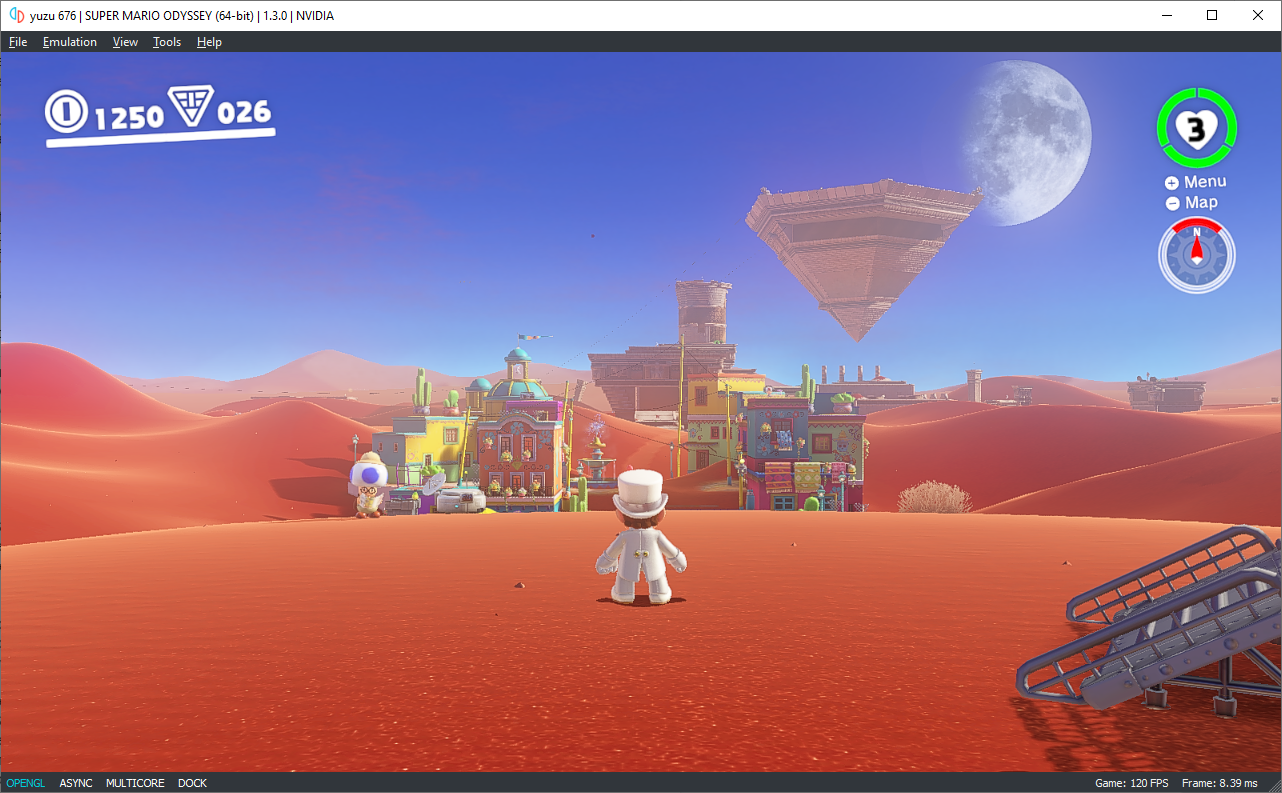 yuzu 676 | SUPER MARIO ODYSSEY (64-bit) | 1.3.0 | NVIDIA
File Emulation View Tools Help
1250 026
3
+ Menu
- Map
N
OPENGL ASYNC MULTICORE DOCK Game: 120 FPS Frame: 8.39 ms